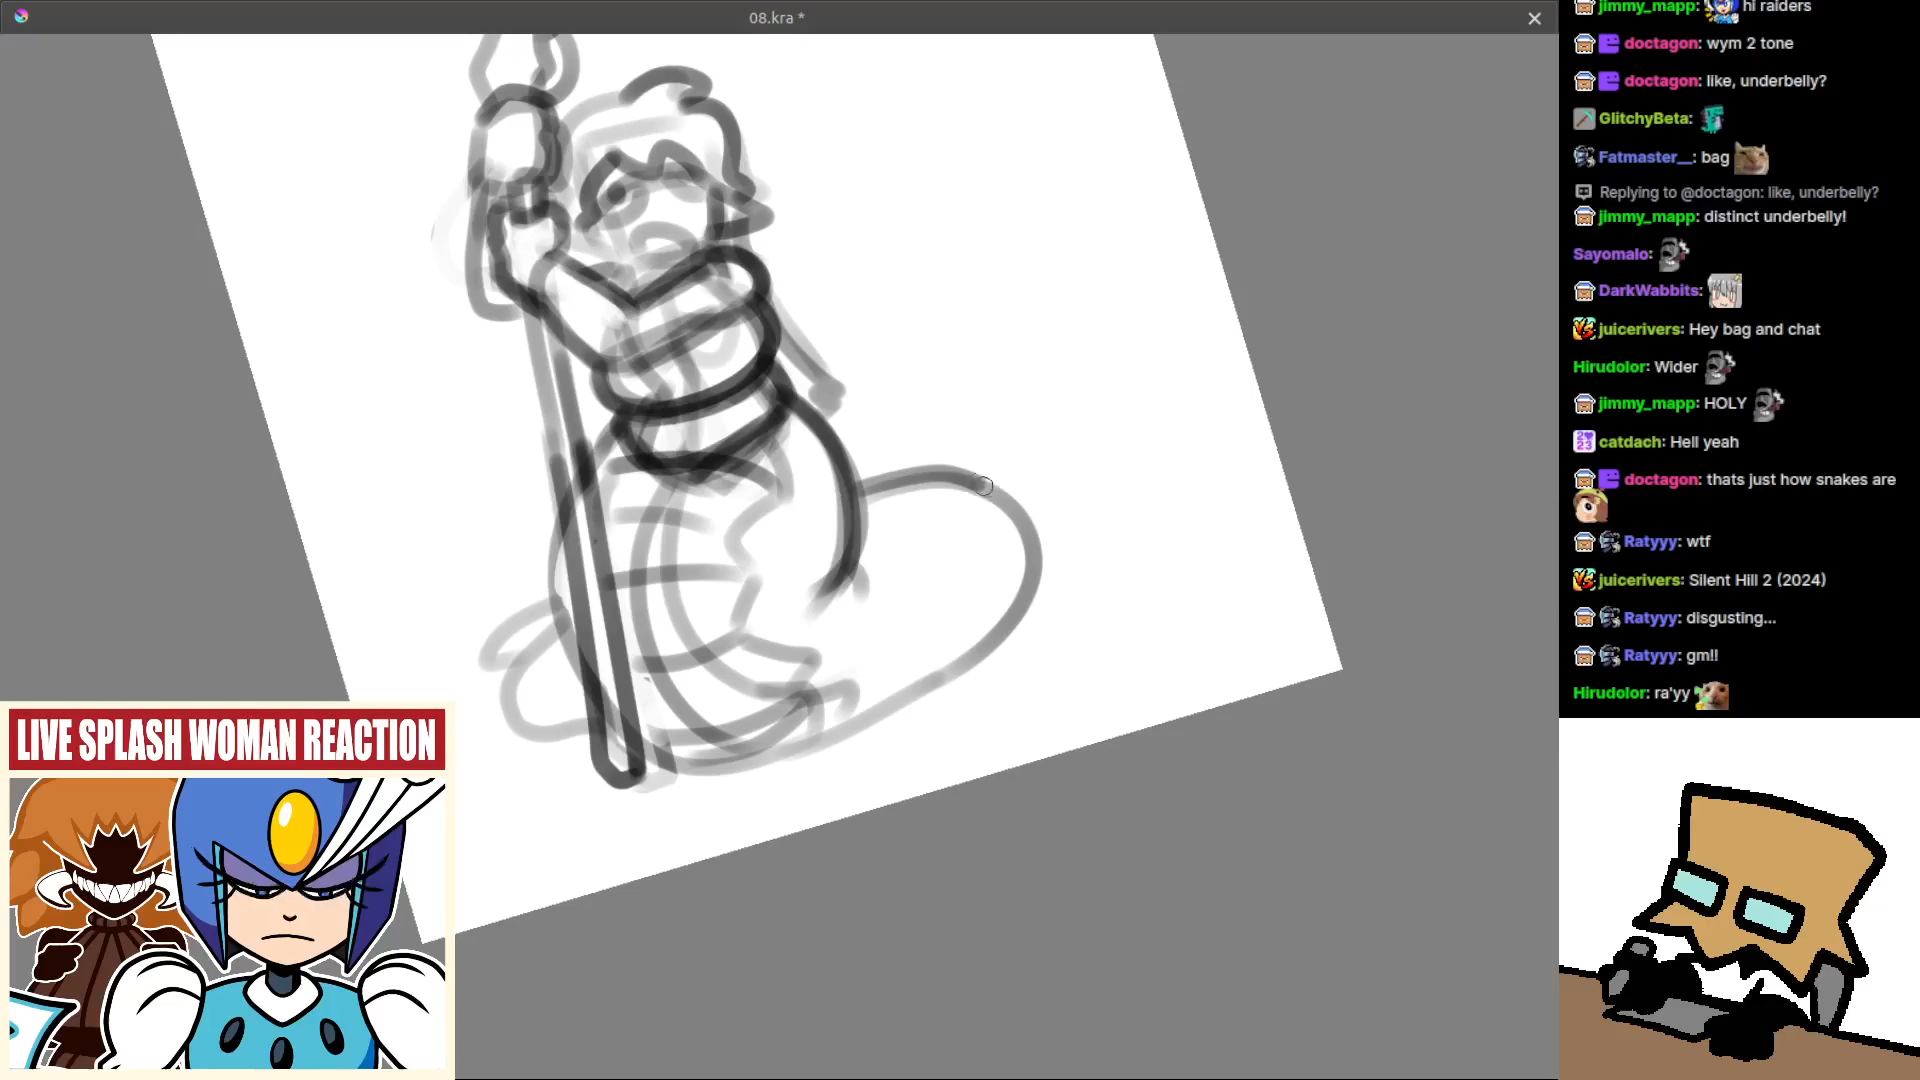 08.kra *
jimmy_mapp: hi raiders
doctagon: wym 2 tone
doctagon: like, underbelly?
GlitchyBeta:
Fatmaster__: bag
Replying to @doctagon: like, underbelly?
jimmy_mapp: distinct underbelly!
Sayomalo:
DarkWabbits:
juicerivers: Hey bag and chat
Hirudolor: Wider
jimmy_mapp: HOLY
catdach: Hell yeah
doctagon: thats just how snakes are
Ratyyy: wtf
juicerivers: Silent Hill 2 (2024)
Ratyyy: disgusting...
Ratyyy: gm!!
Hirudolor: ra'yy
LIVE SPLASH WOMAN REACTION